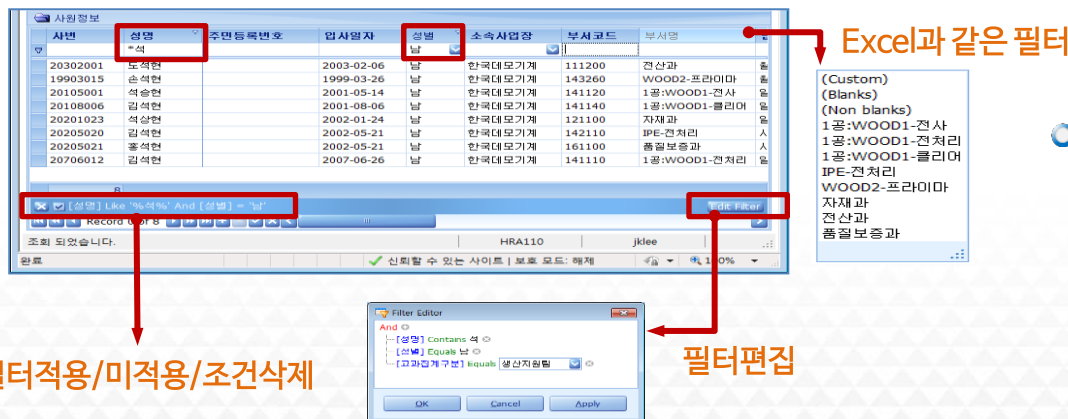 사원정보
사번 성명 주민등록번호 입사일자 성별 소속사업장 부서코드 부서명
*석 남
20302001 도석현 2003-02-06 남 한국데모기계 111200 전산과
19903015 손석현 1999-03-26 남 한국데모기계 143260 WOOD2-프라이마
20105001 석승현 2001-05-14 남 한국데모기계 141120 1공:WOOD1-전사
20108006 김석현 2001-08-06 남 한국데모기계 141140 1공:WOOD1-클리어
20201023 석상현 2002-01-24 남 한국데모기계 121100 자재과
20205020 김석현 2002-05-21 남 한국데모기계 142110 IPE-전처리
20205021 홍석현 2002-05-21 남 한국데모기계 161100 품질보증과
20706012 김석현 2007-06-26 남 한국데모기계 141110 1공:WOOD1-전처리
8
[성명] Like '%석%' And [성별] = '남' Edit Filter
Record 0 of 8
조회 되었습니다. HRA110 jklee
완료 신뢰할 수 있는 사이트 | 보호 모드: 해제 100%
Excel과 같은 필터
(Custom)
(Blanks)
(Non blanks)
1공:WOOD1-전사
1공:WOOD1-전처리
1공:WOOD1-클리어
IPE-전처리
WOOD2-프라이마
자재과
전산과
품질보증과
필터적용/미적용/조건삭제
Filter Editor
And
[성명] Contains 석
[성별] Equals 남
[고과집계구분] Equals 생산지원팀
OK Cancel Apply
필터편집